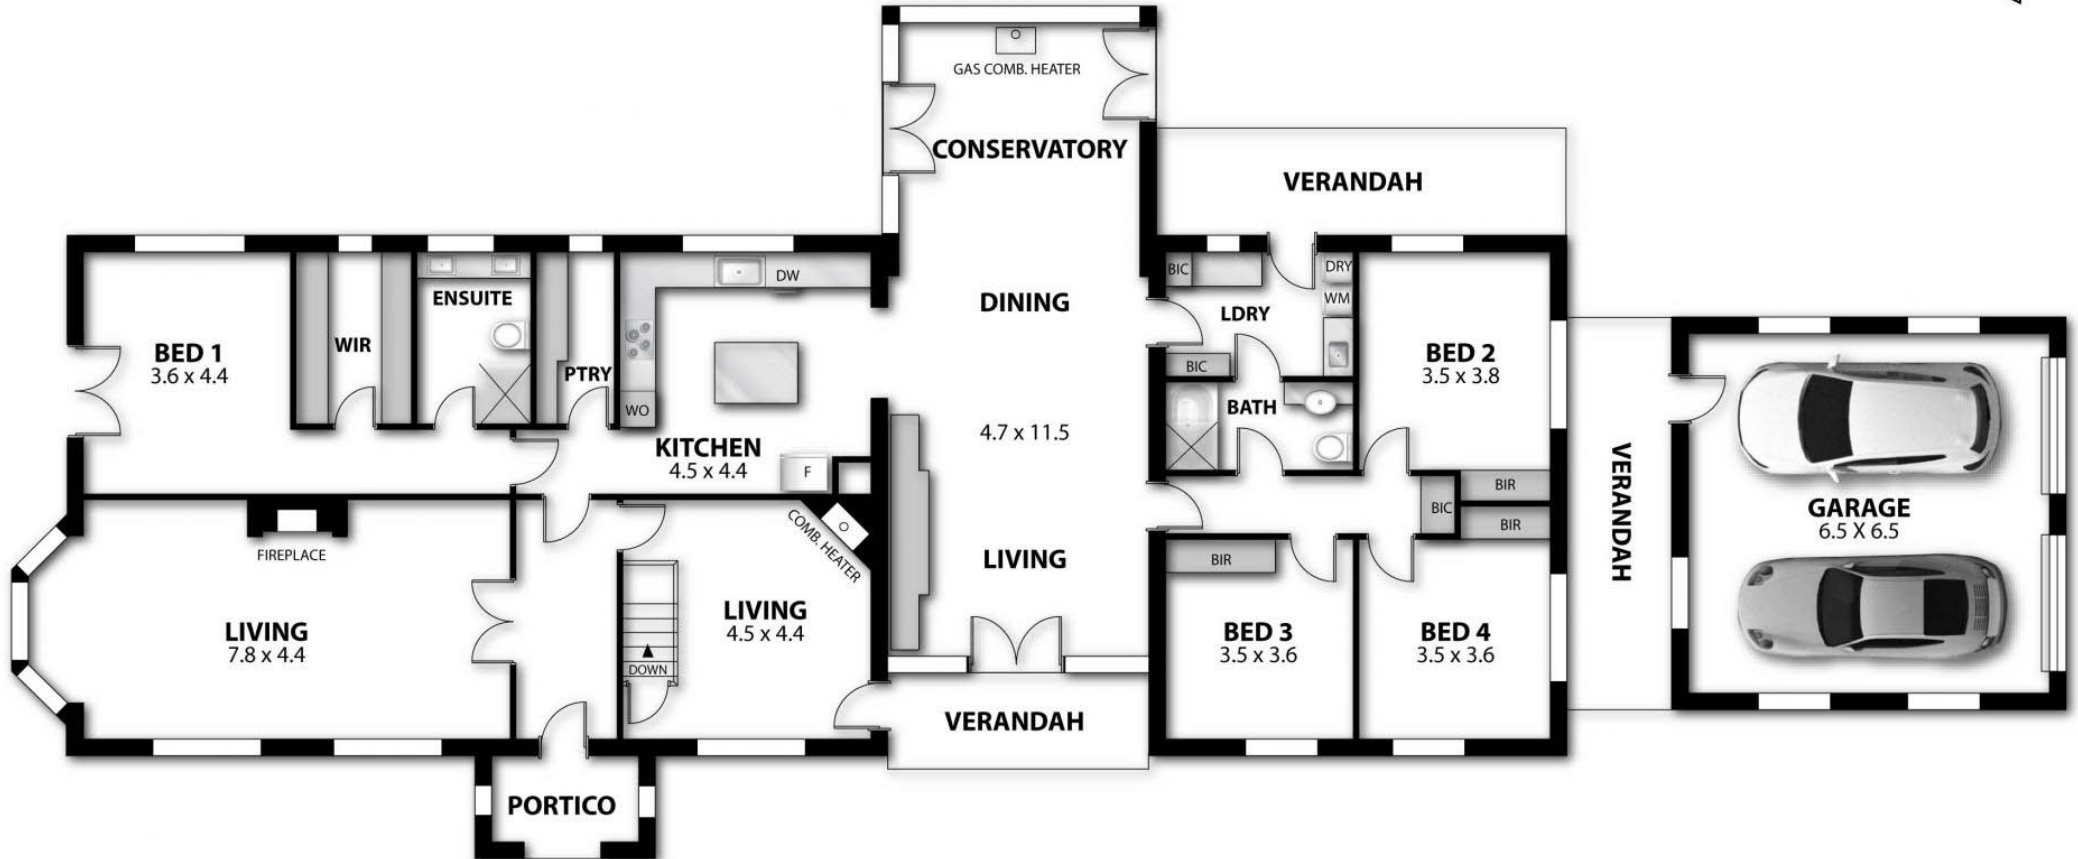 GAS COMB. HEATER
CONSERVATORY
VERANDAH
BED 1
3.6 x 4.4
WIR
ENSUITE
PTRY
DW
WO
KITCHEN
4.5 x 4.4
F
DINING
4.7 x 11.5
LIVING
BIC
DRY
WM
LDRY
BIC
BATH
BED 2
3.5 x 3.8
BIR
BIC
BIR
VERANDAH
GARAGE
6.5 X 6.5
FIREPLACE
LIVING
7.8 x 4.4
COMB. HEATER
LIVING
4.5 x 4.4
DOWN
BIR
BED 3
3.5 x 3.6
BED 4
3.5 x 3.6
VERANDAH
PORTICO